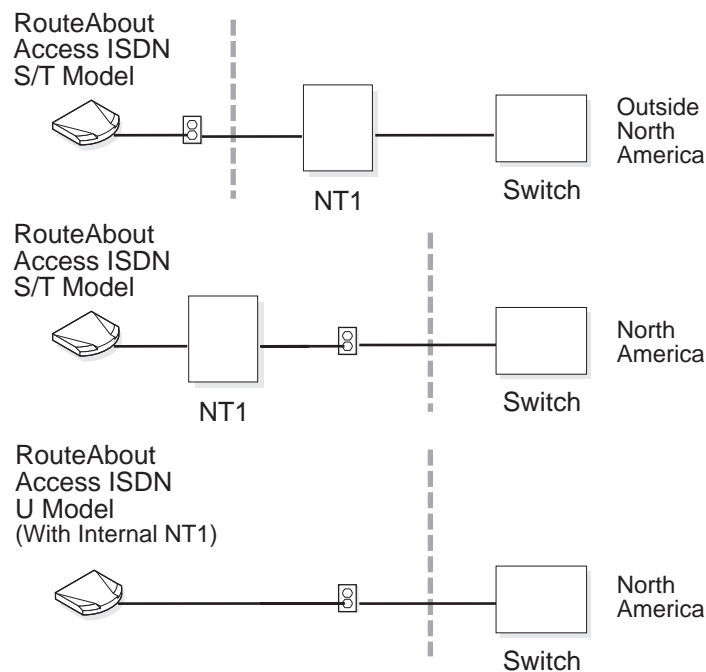 RouteAbout
Access ISDN
S/T Model
Outside
North
America
NT1
Switch
RouteAbout
Access ISDN
S/T Model
North
America
NT1
Switch
RouteAbout
Access ISDN
U Model
(With Internal NT1)
North
America
Switch